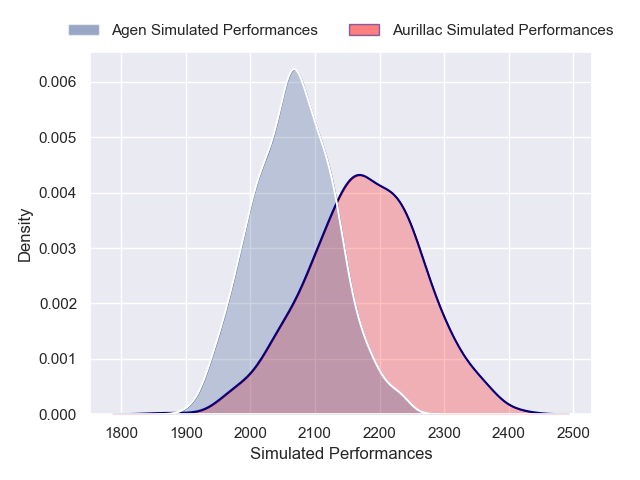 Agen Simulated Performances
Aurillac Simulated Performances
0.006
0.005
0.004
0.003
0.002
0.001
0.000
Density
1800 1900 2000 2100 2200 2300 2400 2500
Simulated Performances